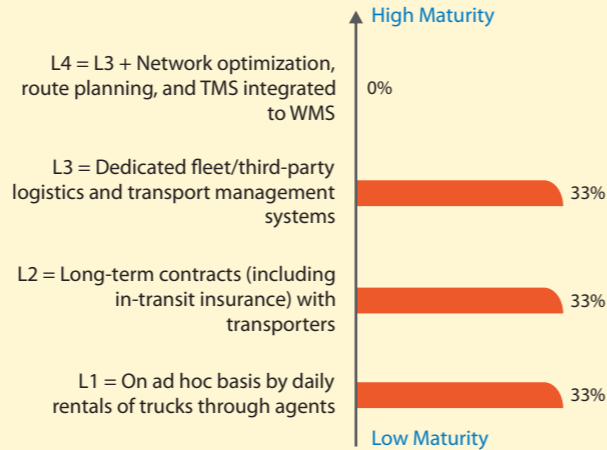 High Maturity
L4 = L3 + Network optimization,
route planning, and TMS integrated
to WMS
0%
L3 = Dedicated fleet/third-party
logistics and transport management
systems
33%
L2 = Long-term contracts (including
in-transit insurance) with
transporters
33%
L1 = On ad hoc basis by daily
rentals of trucks through agents
33%
Low Maturity